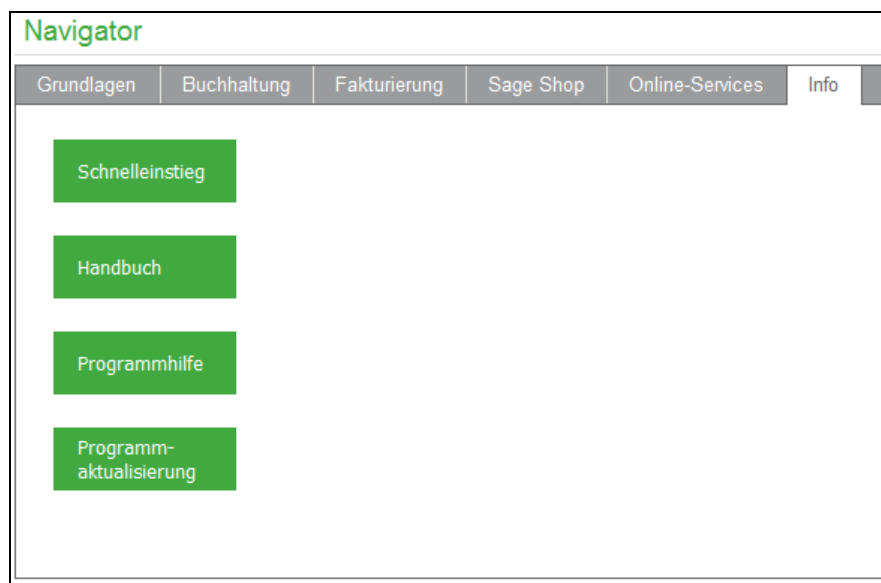 Navigator
Grundlagen Buchhaltung Fakturierung Sage Shop Online-Services Info
Schnelleinstieg
Handbuch
Programmhilfe
Programm-
aktualisierung